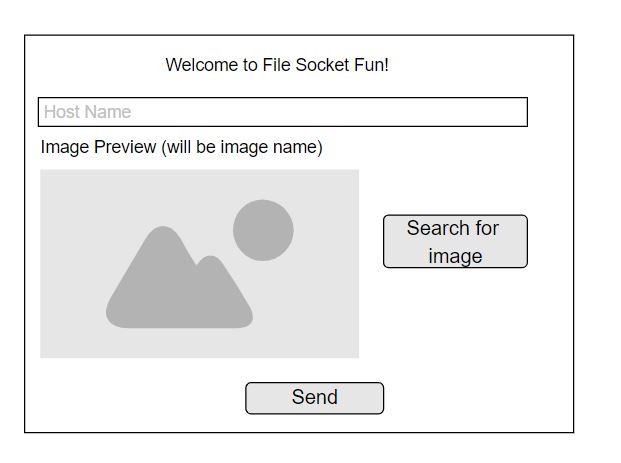 Welcome to File Socket Fun!
Host Name
Image Preview (will be image name)
Search for
image
Send